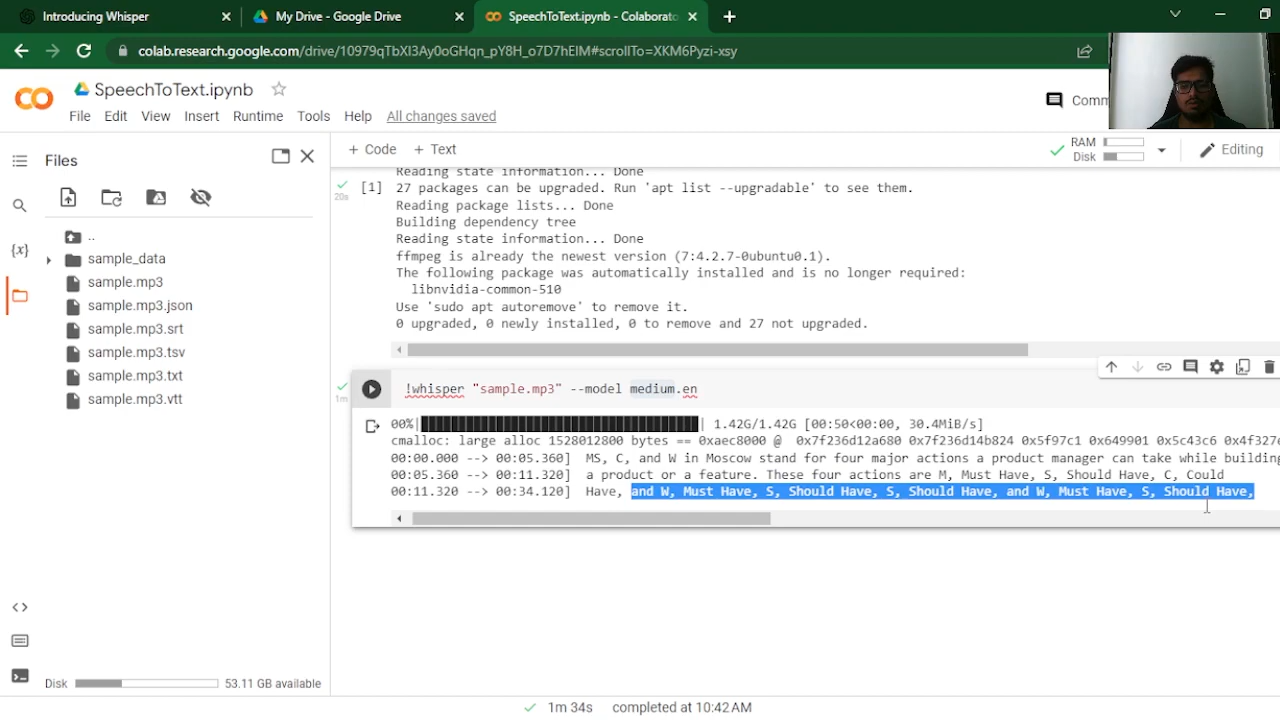 Introducing Whisper
My Drive - Google Drive
SpeechToText.ipynb - Colaborato
colab.research.google.com/drive/10979qTbXI3Ay0oGHqn_pY8H_o7D7hEIM#scrollTo=XKM6Pyzi-xsy
SpeechToText.ipynb
File Edit View Insert Runtime Tools Help All changes saved
Comm
+ Code + Text
RAM
Disk
Editing
Files
..
sample_data
sample.mp3
sample.mp3.json
sample.mp3.srt
sample.mp3.tsv
sample.mp3.txt
sample.mp3.vtt
Disk 53.11 GB available
Reading state information... Done
[1] 27 packages can be upgraded. Run 'apt list --upgradable' to see them.
20s
Reading package lists... Done
Building dependency tree
Reading state information... Done
ffmpeg is already the newest version (7:4.2.7-0ubuntu0.1).
The following package was automatically installed and is no longer required:
libnvidia-common-510
Use 'sudo apt autoremove' to remove it.
0 upgraded, 0 newly installed, 0 to remove and 27 not upgraded.
!whisper "sample.mp3" --model medium.en
1m
00%| | 1.42G/1.42G [00:50<00:00, 30.4MiB/s]
cmalloc: large alloc 1528012800 bytes == 0xaec8000 @ 0x7f236d12a680 0x7f236d14b824 0x5f97c1 0x649901 0x5c43c6 0x4f327e
00:00.000 --> 00:05.360] MS, C, and W in Moscow stand for four major actions a product manager can take while building
00:05.360 --> 00:11.320] a product or a feature. These four actions are M, Must Have, S, Should Have, C, Could
00:11.320 --> 00:34.120] Have, and W, Must Have, S, Should Have, S, Should Have, and W, Must Have, S, Should Have,
1m 34s completed at 10:42 AM